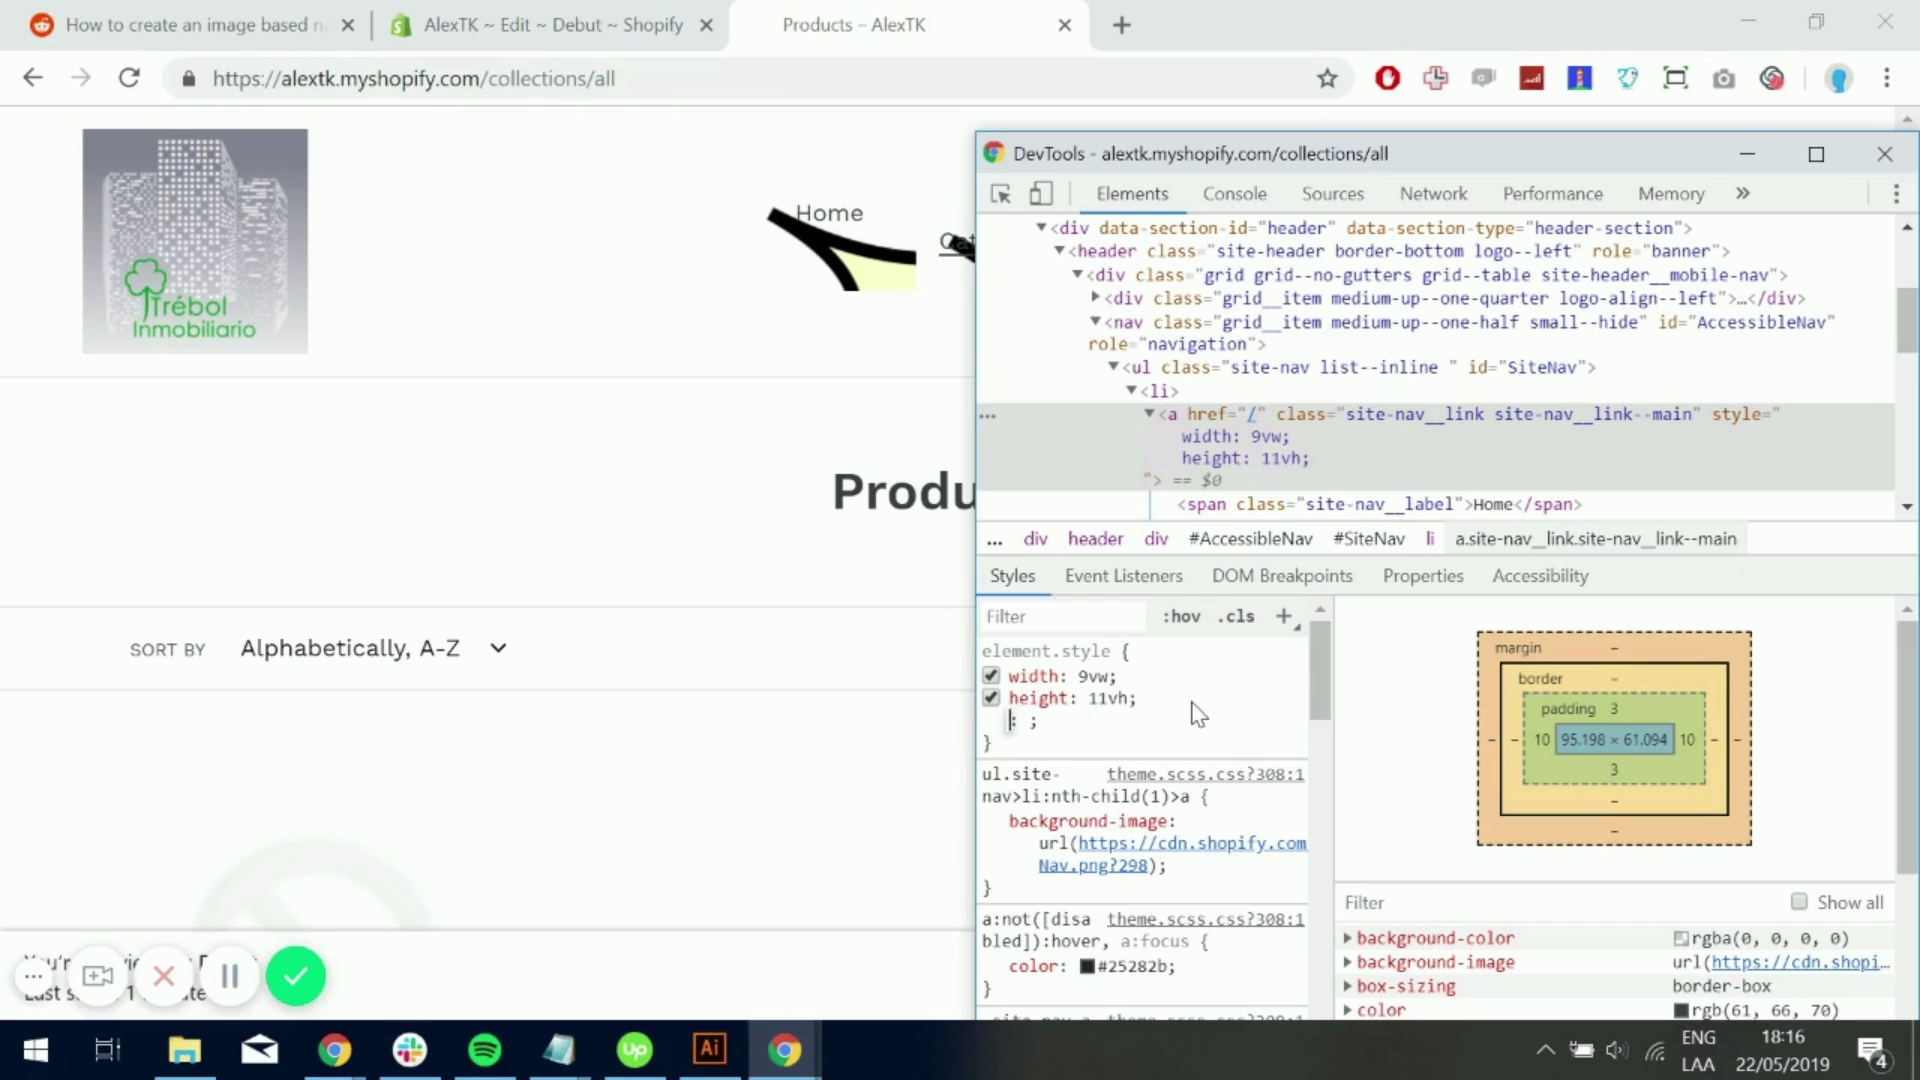 How to create an image based n
AlexTK ~ Edit ~ Debut ~ Shopify
Products – AlexTK
https://alextk.myshopify.com/collections/all
Trébol
Inmobiliario
Home
Cat
Produ
SORT BY
Alphabetically, A-Z
DevTools - alextk.myshopify.com/collections/all
Elements
Console
Sources
Network
Performance
Memory
»
<div data-section-id="header" data-section-type="header-section">
<header class="site-header border-bottom logo--left" role="banner">
<div class="grid grid--no-gutters grid--table site-header__mobile-nav">
<div class="grid__item medium-up--one-quarter logo-align--left">…</div>
<nav class="grid__item medium-up--one-half small--hide" id="AccessibleNav"
role="navigation">
<ul class="site-nav list--inline " id="SiteNav">
<li>
<a href="/" class="site-nav__link site-nav__link--main" style="
width: 9vw;
height: 11vh;
"> == $0
<span class="site-nav__label">Home</span>
... div header div #AccessibleNav #SiteNav li a.site-nav__link.site-nav__link--main
Styles
Event Listeners
DOM Breakpoints
Properties
Accessibility
Filter
:hov .cls +
element.style {
width: 9vw;
height: 11vh;
: ;
}
ul.site- theme.scss.css?308:1
nav>li:nth-child(1)>a {
background-image:
url(https://cdn.shopify.com
Nav.png?298);
}
a:not([disa theme.scss.css?308:1
bled]):hover, a:focus {
color: #25282b;
}
margin –
border –
padding 3
– – 10 95.198 × 61.094 10 – –
3
–
–
Filter
Show all
background-color rgba(0, 0, 0, 0)
background-image url(https://cdn.shopi…
box-sizing border-box
color rgb(61, 66, 70)
Up
Ai
ENG
LAA
18:16
22/05/2019
4